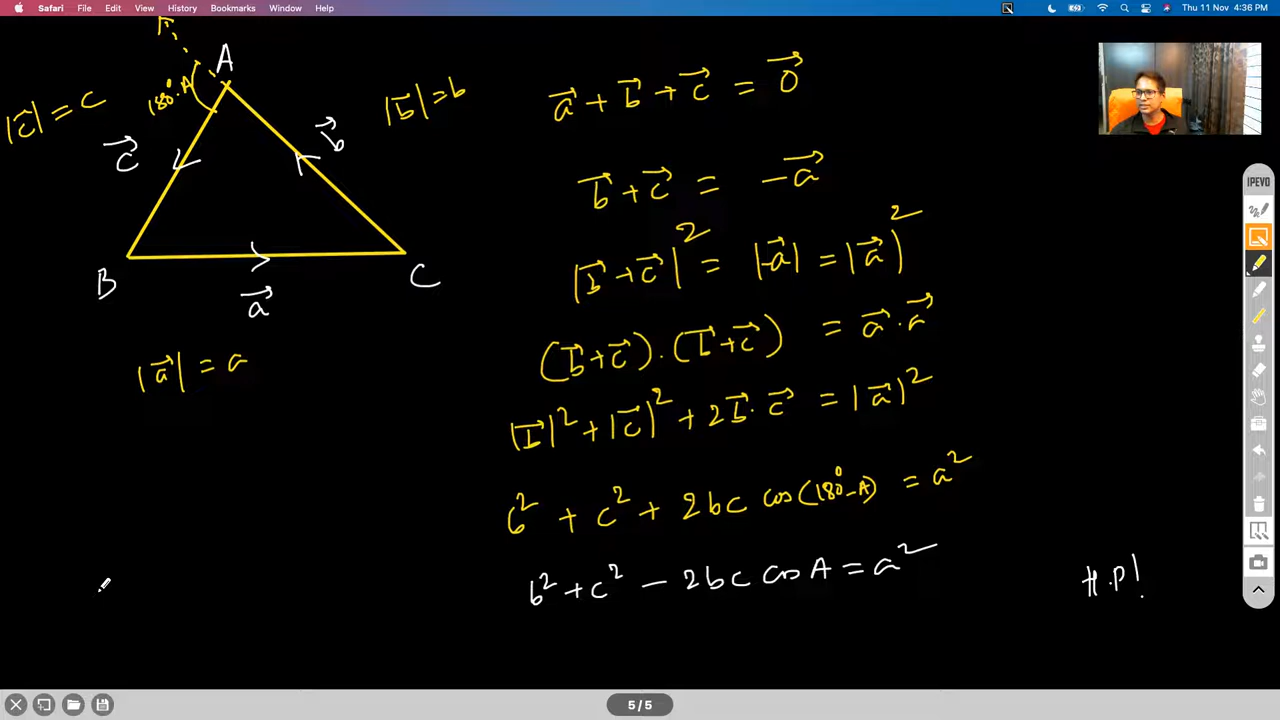 Safari File Edit View History Bookmarks Window Help Thu 11 Nov 4:36 PM
A
180°-A
|c⃗| = c
|b⃗| = b
c⃗
b⃗
B
C
a⃗
|a⃗| = a
a⃗ + b⃗ + c⃗ = 0⃗
b⃗ + c⃗ = -a⃗
|b⃗ + c⃗|² = |-a⃗| = |a⃗|²
(b⃗ + c⃗) . (b⃗ + c⃗) = a⃗ . a⃗
|b⃗|² + |c⃗|² + 2b⃗ . c⃗ = |a⃗|²
b² + c² + 2bc cos(180°-A) = a²
b² + c² - 2bc cosA = a²
H.P!
IPEVO
5/5